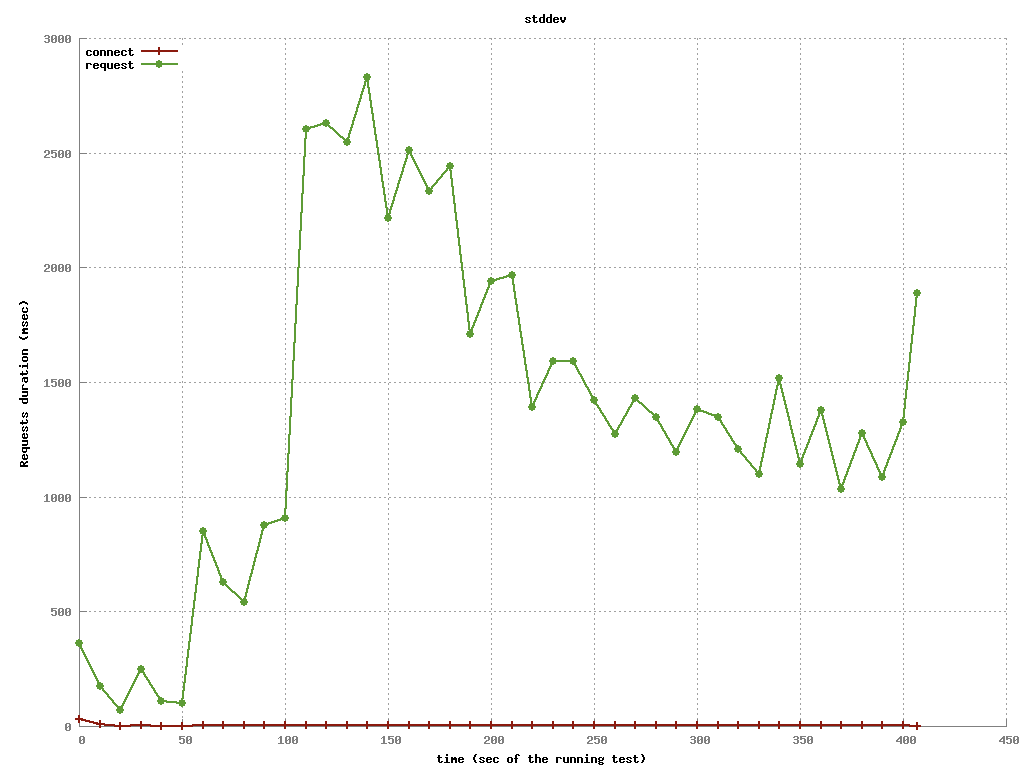 stddev
connect
request
3000
2500
2000
1500
1000
500
0
Requests duration (msec)
0 50 100 150 200 250 300 350 400 450
time (sec of the running test)